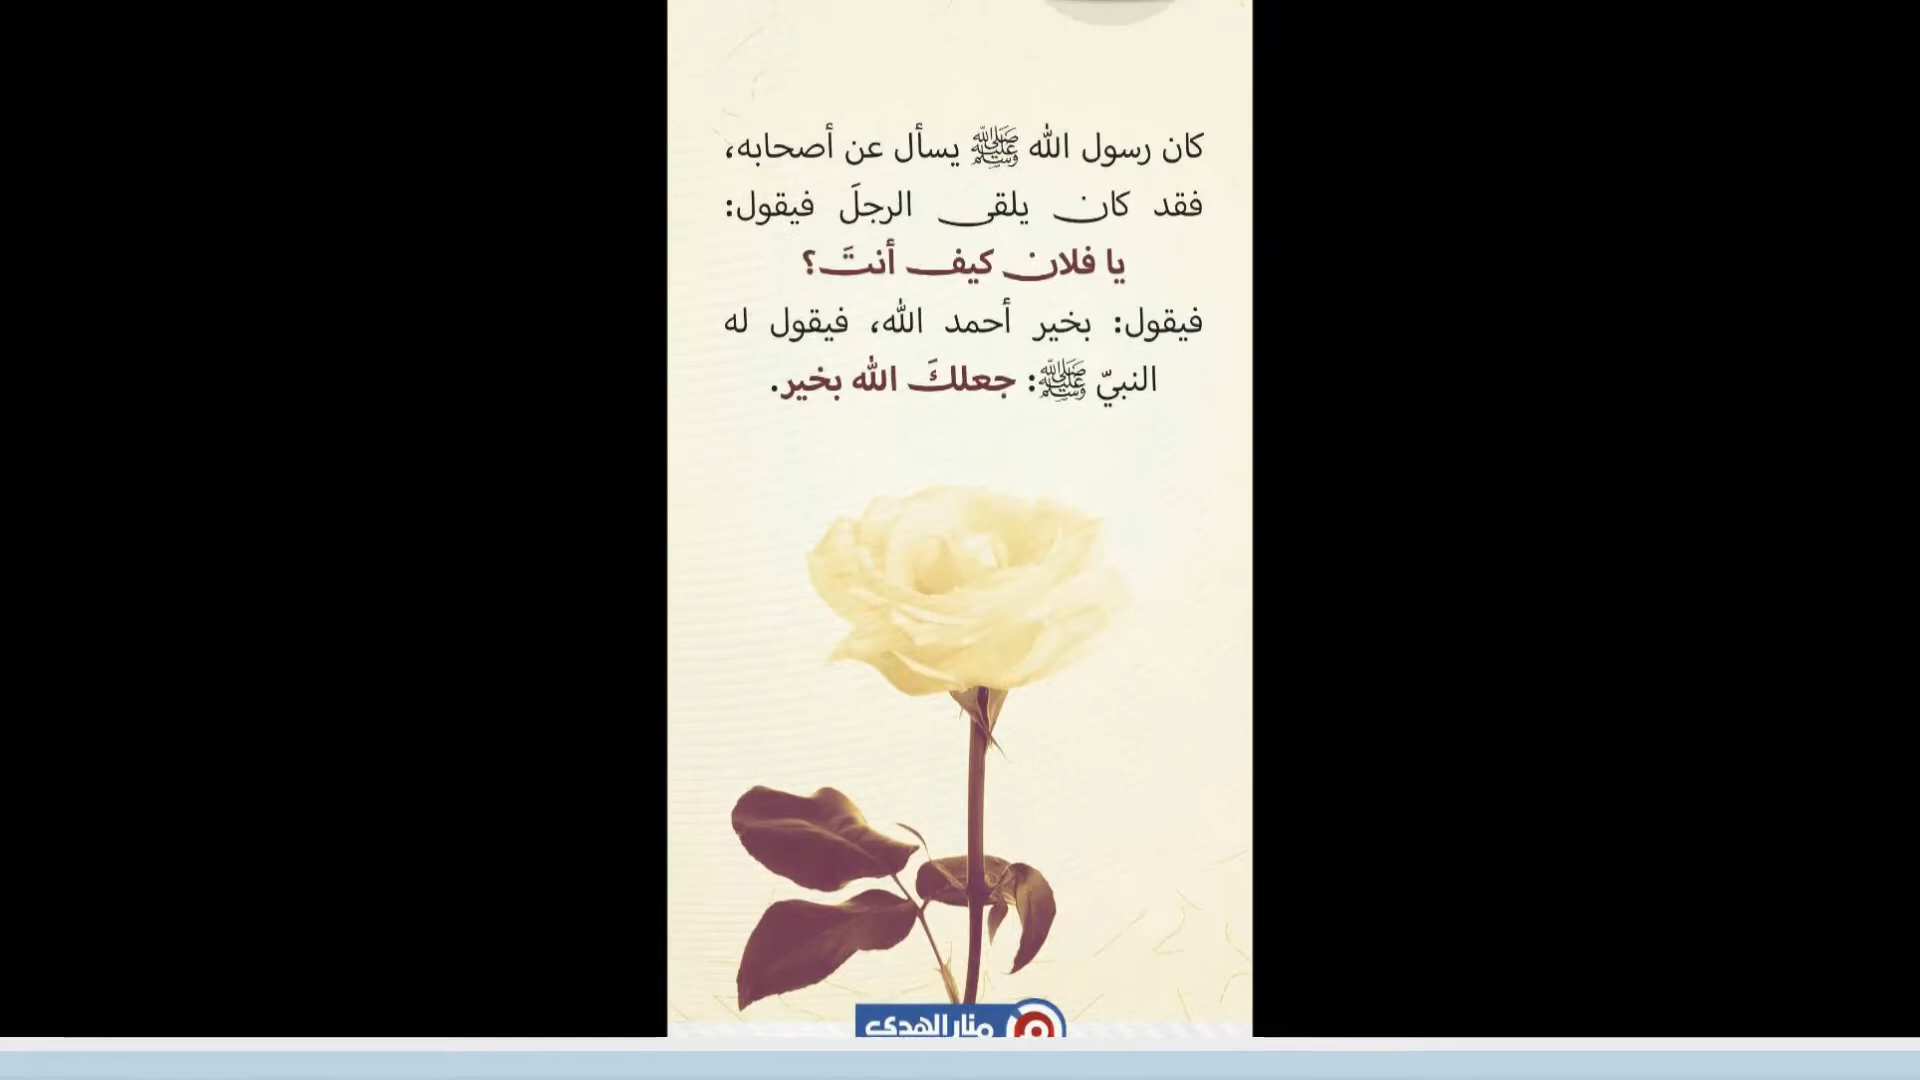 كان رسول الله ﷺ يسأل عن أصحابه،
فقد كان يلقى الرجلَ فيقول:
يا فلان كيف أنتَ؟
فيقول: بخير أحمد الله، فيقول له
النبيّ ﷺ: جعلكَ الله بخير.
منار الهدى